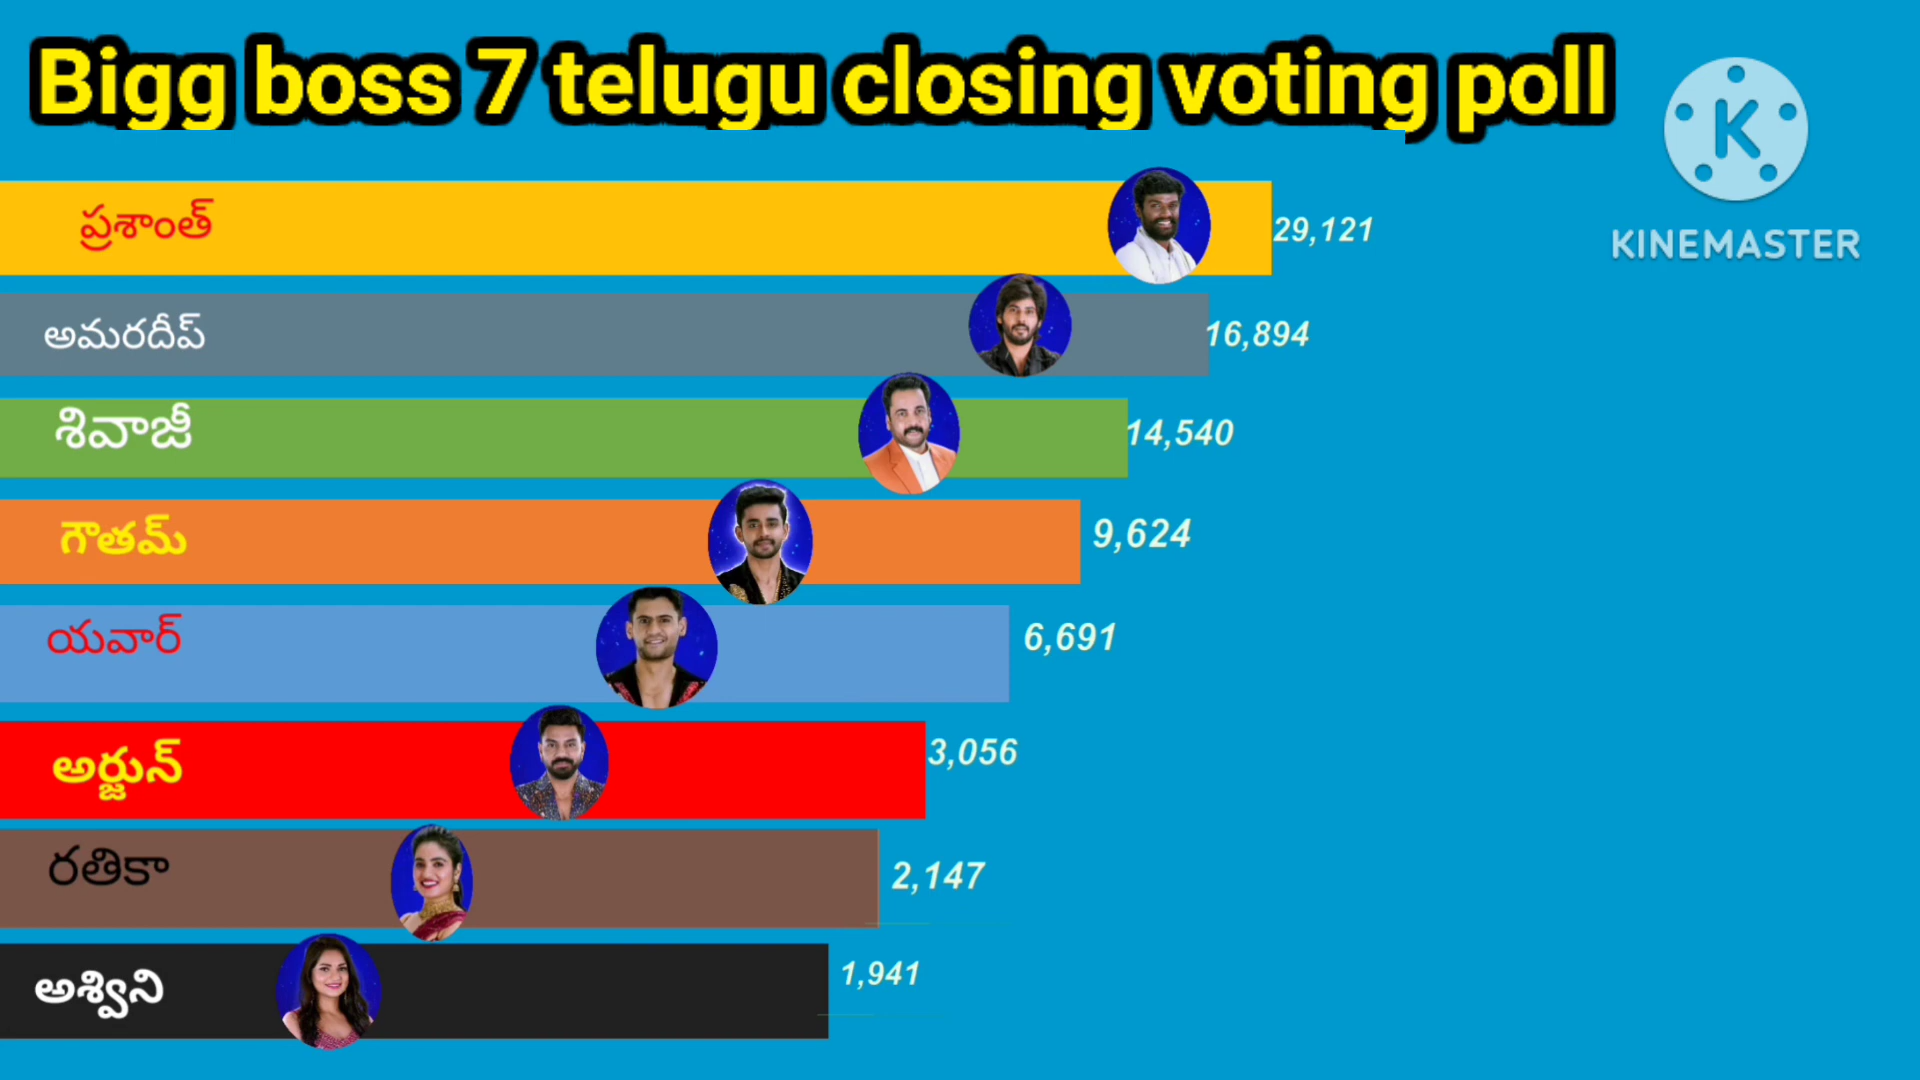 Bigg boss 7 telugu closing voting poll
K
KINEMASTER
ప్రశాంత్ 29,121
అమరదీప్ 16,894
శివాజీ 14,540
గౌతమ్ 9,624
యవార్ 6,691
అర్జున్ 3,056
రతికా 2,147
అశ్విని 1,941